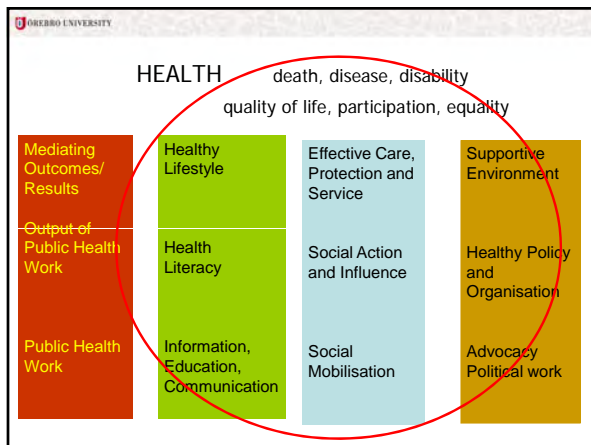 ÖREBRO UNIVERSITY
HEALTH death, disease, disability
quality of life, participation, equality
Mediating
Outcomes/
Results
Healthy
Lifestyle
Effective Care,
Protection and
Service
Supportive
Environment
Output of
Public Health
Work
Health
Literacy
Social Action
and Influence
Healthy Policy
and
Organisation
Public Health
Work
Information,
Education,
Communication
Social
Mobilisation
Advocacy
Political work